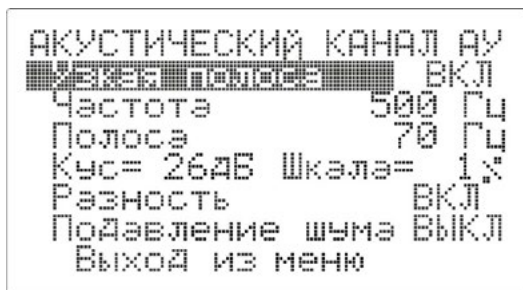 АКУСТИЧЕСКИЙ КАНАЛ АУ
Узкая полоса ВКЛ
Частота 500 Гц
Полоса 70 Гц
Кус= 26дБ Шкала= 1%
Разность ВКЛ
Подавление шума ВЫКЛ
Выход из меню